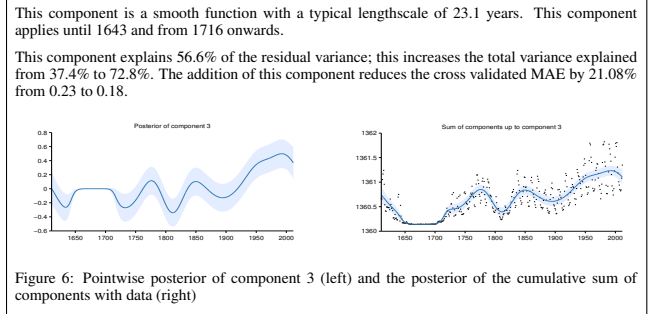 This component is a smooth function with a typical lengthscale of 23.1 years. This component
applies until 1643 and from 1716 onwards.
This component explains 56.6% of the residual variance; this increases the total variance explained
from 37.4% to 72.8%. The addition of this component reduces the cross validated MAE by 21.08%
from 0.23 to 0.18.
Posterior of component 3
0.8
0.6
0.4
0.2
0
−0.2
−0.4
−0.6
1650 1700 1750 1800 1850 1900 1950 2000
Sum of components up to component 3
1362
1361.5
1361
1360.5
1360
1650 1700 1750 1800 1850 1900 1950 2000
Figure 6: Pointwise posterior of component 3 (left) and the posterior of the cumulative sum of
components with data (right)